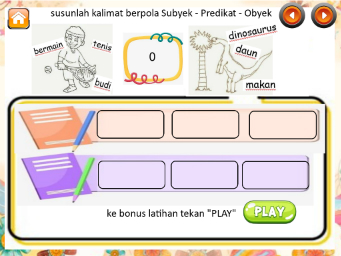 susunlah kalimat berpola Subyek - Predikat - Obyek
bermain
tenis
budi
0
dinosaurus
daun
makan
ke bonus latihan tekan "PLAY"
PLAY